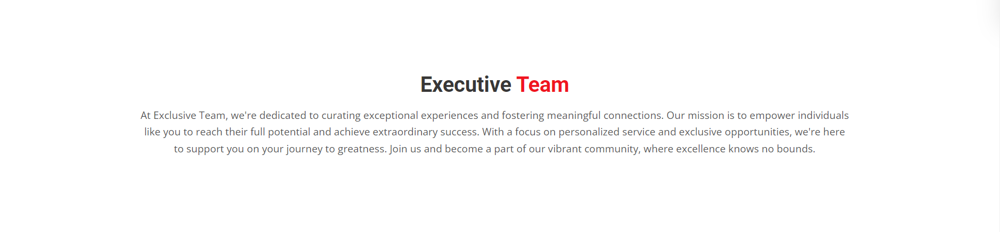 Executive Team
At Exclusive Team, we're dedicated to curating exceptional experiences and fostering meaningful connections. Our mission is to empower individuals
like you to reach their full potential and achieve extraordinary success. With a focus on personalized service and exclusive opportunities, we're here
to support you on your journey to greatness. Join us and become a part of our vibrant community, where excellence knows no bounds.